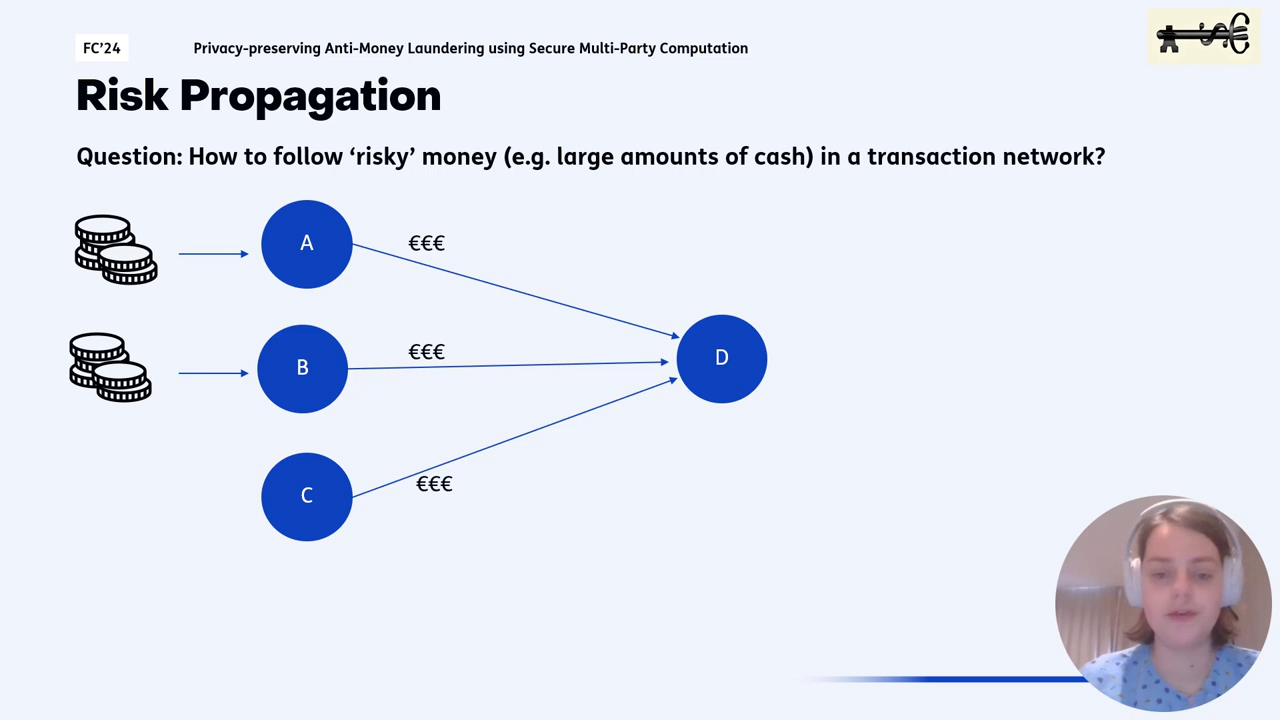 FC’24
Privacy-preserving Anti-Money Laundering using Secure Multi-Party Computation
Risk Propagation
Question: How to follow ‘risky’ money (e.g. large amounts of cash) in a transaction network?
A
€€€
B
€€€
D
C
€€€